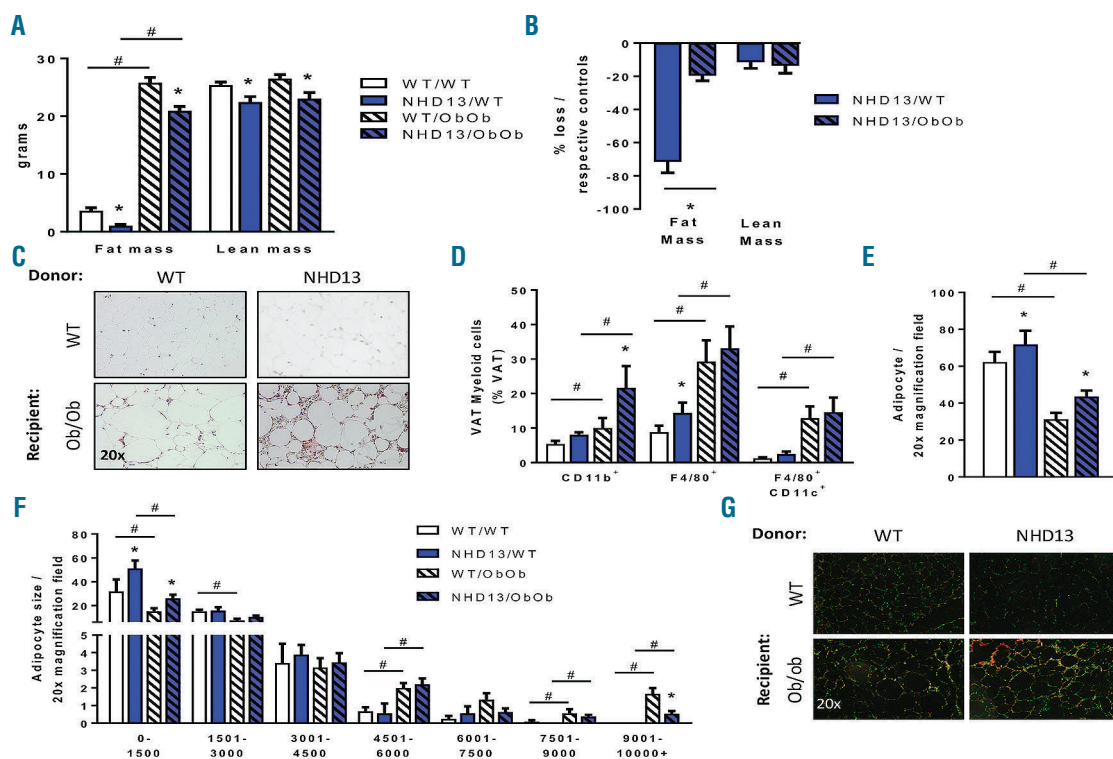 A
#
#
30
20
10
0
grams
*
*
*
*
Fat mass
Lean mass
WT/WT
NHD13/WT
WT/ObOb
NHD13/ObOb
B
0
-20
-40
-60
-80
-100
% loss /
respective controls
*
Fat
Mass
Lean
Mass
NHD13/WT
NHD13/ObOb
C
Donor:
WT
NHD13
Recipient:
WT
Ob/Ob
20x
D
VAT Myeloid cells
(% VAT)
50
40
30
20
10
0
#
#
*
#
#
*
#
#
CD11b+
F4/80+
F4/80+
CD11c+
E
Adipocyte /
20x magnification field
100
80
60
40
20
0
#
#
*
*
F
Adipocyte size /
20x magnification field
80
60
40
20
5
4
3
2
1
0
#
#
*
*
#
#
#
#
#
#
#
*
0-
1500
1501-
3000
3001-
4500
4501-
6000
6001-
7500
7501-
9000
9001-
10000+
WT/WT
NHD13/WT
WT/ObOb
NHD13/ObOb
G
Donor:
WT
NHD13
Recipient:
WT
Ob/ob
20x